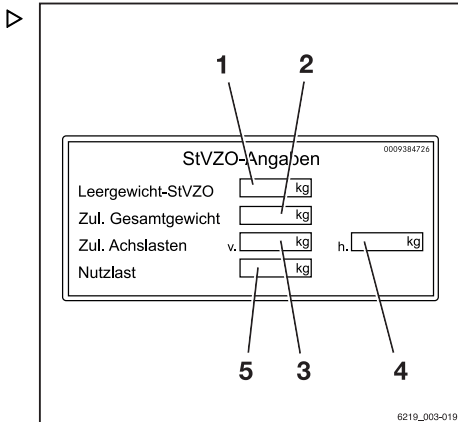 1 2
0009384726
StVZO-Angaben
Leergewicht-StVZO kg
Zul. Gesamtgewicht kg
Zul. Achslasten v. kg h. kg
Nutzlast kg
5 3 4
6219_003-019